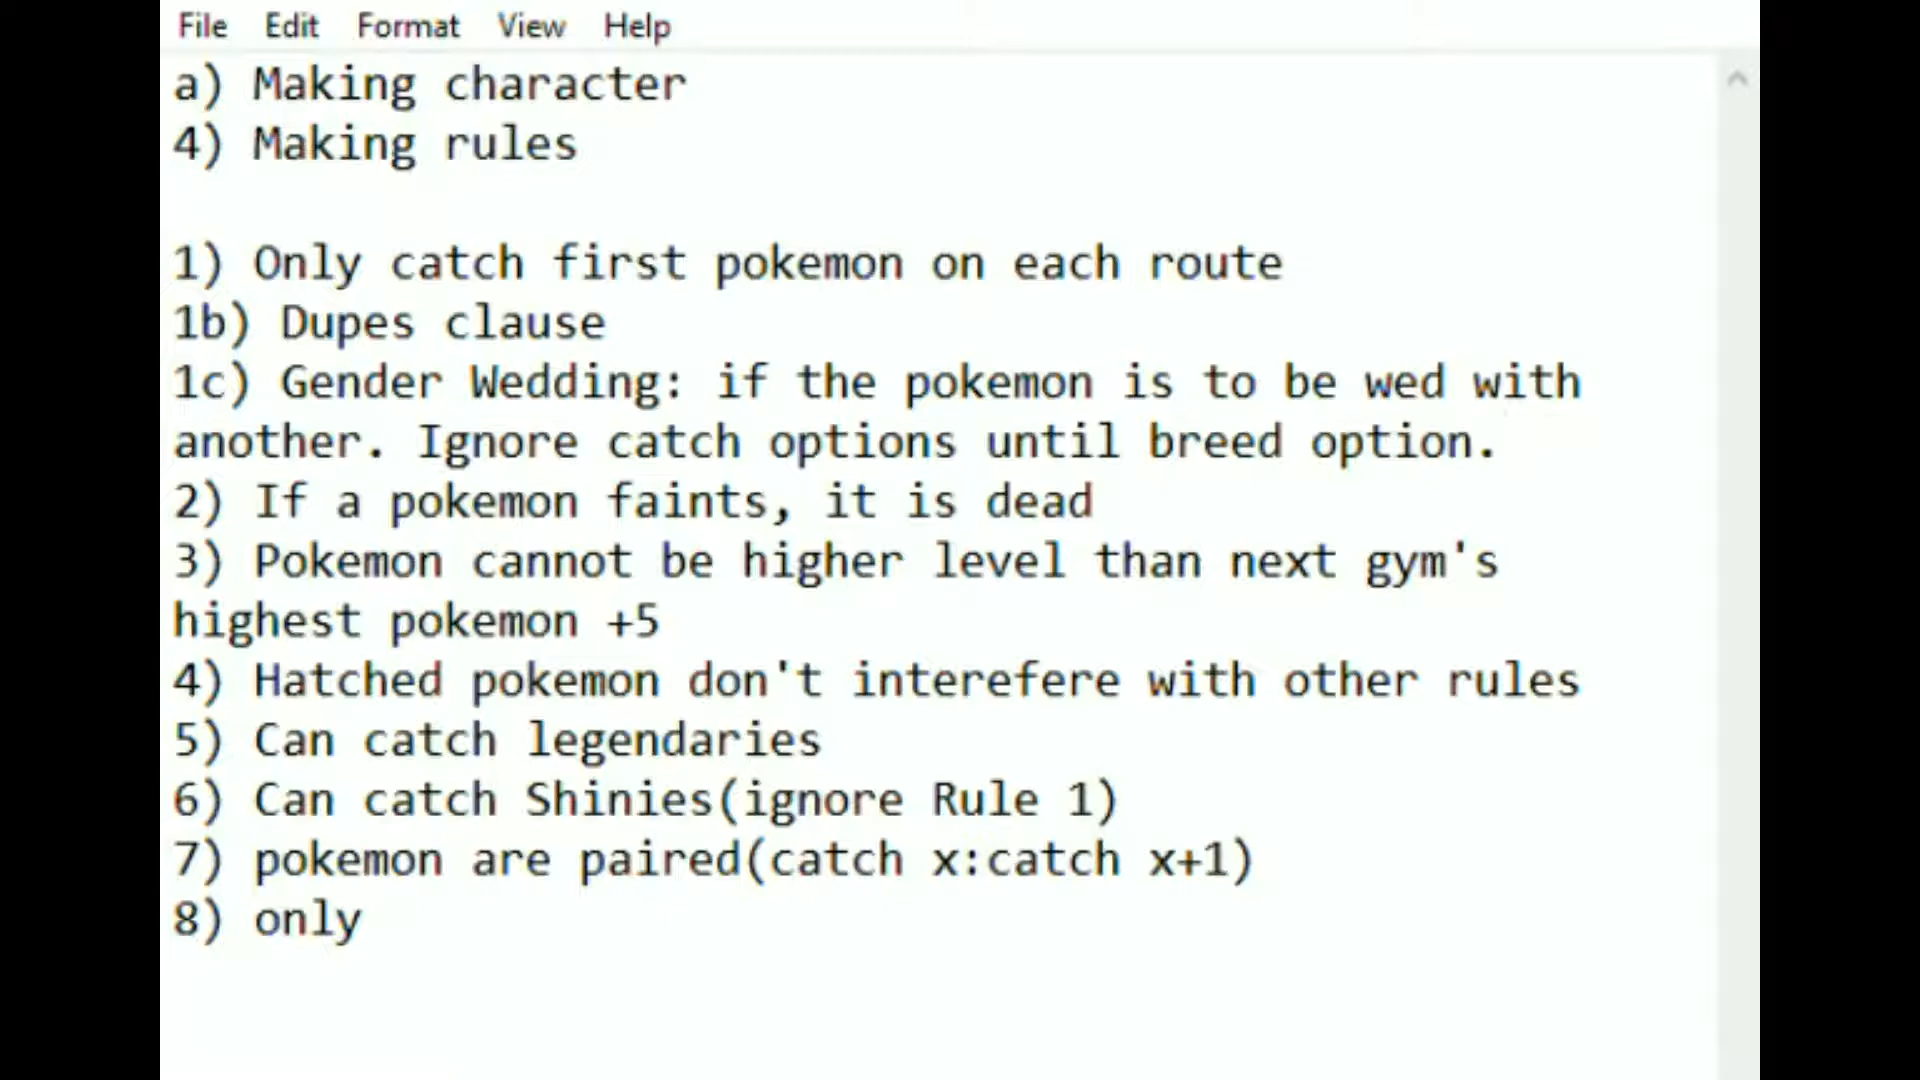 File Edit Format View Help
a) Making character
4) Making rules
1) Only catch first pokemon on each route
1b) Dupes clause
1c) Gender Wedding: if the pokemon is to be wed with
another. Ignore catch options until breed option.
2) If a pokemon faints, it is dead
3) Pokemon cannot be higher level than next gym's
highest pokemon +5
4) Hatched pokemon don't interefere with other rules
5) Can catch legendaries
6) Can catch Shinies(ignore Rule 1)
7) pokemon are paired(catch x:catch x+1)
8) only